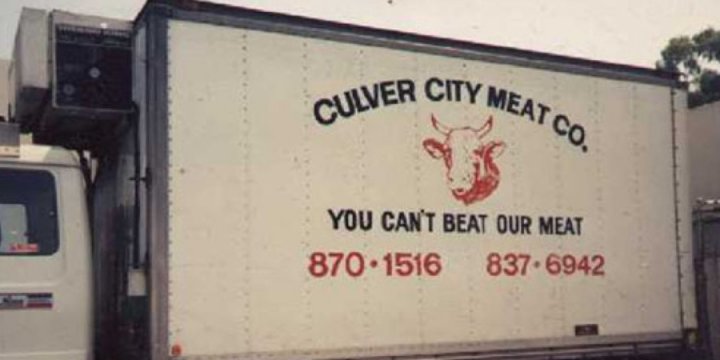 CULVER CITY MEAT CO.
YOU CAN'T BEAT OUR MEAT
870•1516 837•6942